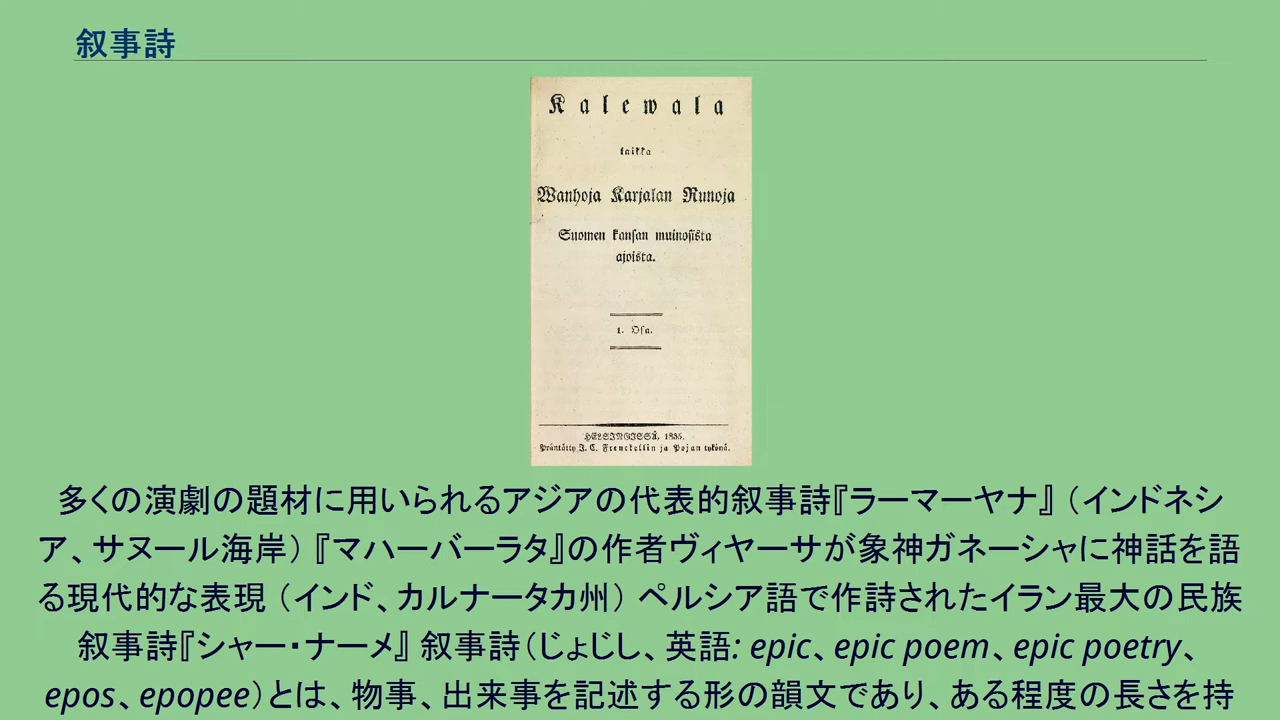 叙事詩
Kalewala
taikka
Wanhoja Karjalan Runoja
Suomen kansan muinosista
ajoista.
1. Osa.
HELSINGISSÄ, 1835.
Präntätty J. C. Frenckellin ja Pojan tykönä.
多くの演劇の題材に用いられるアジアの代表的叙事詩『ラーマーヤナ』（インドネシ
ア、サヌール海岸）『マハーバーラタ』の作者ヴィヤーサが象神ガネーシャに神話を語
る現代的な表現（インド、カルナータカ州） ペルシア語で作詩されたイラン最大の民族
叙事詩『シャー・ナーメ』 叙事詩（じょじし、英語: epic、epic poem、epic poetry、
epos、epopee）とは、物事、出来事を記述する形の韻文であり、ある程度の長さを持